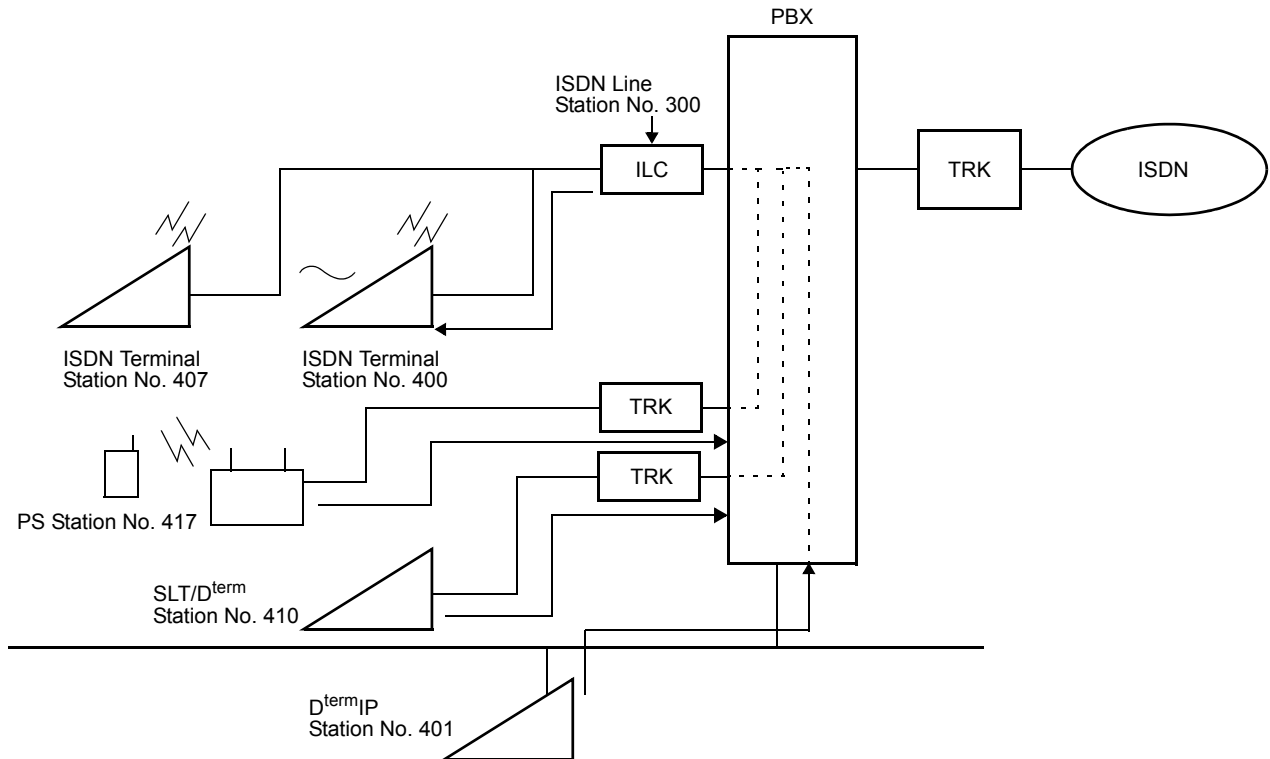 PBX
ISDN Line
Station No. 300
ILC
TRK
ISDN
ISDN Terminal
Station No. 407
ISDN Terminal
Station No. 400
TRK
TRK
PS Station No. 417
SLT/Dterm
Station No. 410
DtermIP
Station No. 401